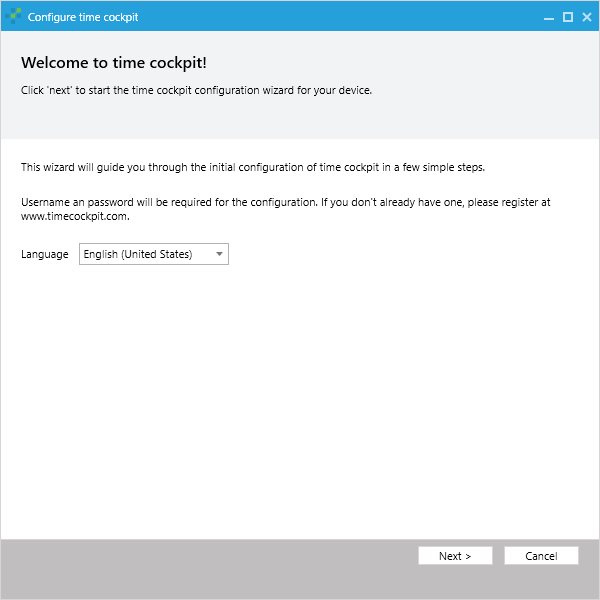 Configure time cockpit
Welcome to time cockpit!
Click 'next' to start the time cockpit configuration wizard for your device.
This wizard will guide you through the initial configuration of time cockpit in a few simple steps.
Username an password will be required for the configuration. If you don't already have one, please register at
www.timecockpit.com.
Language English (United States)
Next > Cancel